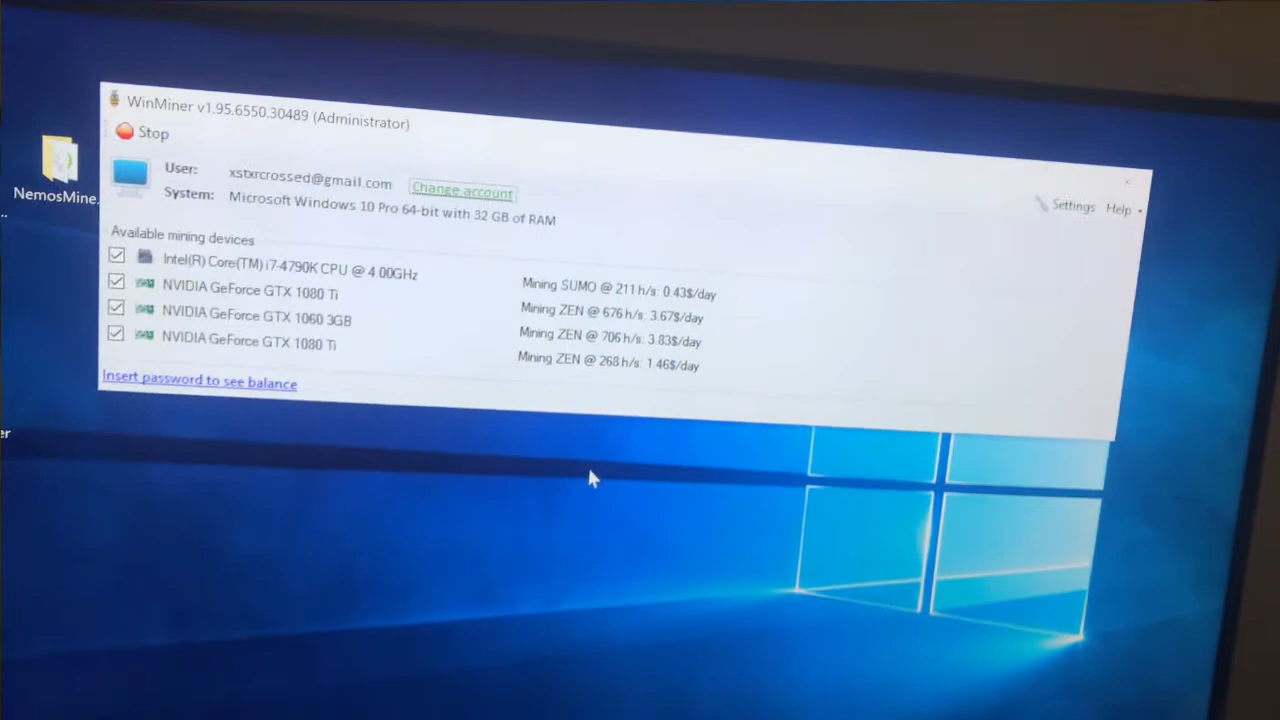 WinMiner v1.95.6550.30489 (Administrator)
Stop
User: xstxrcrossed@gmail.com Change account
System: Microsoft Windows 10 Pro 64-bit with 32 GB of RAM
Settings Help
NemosMine...
Available mining devices
Intel(R) Core(TM) i7-4790K CPU @ 4.00GHz Mining SUMO @ 211 h/s: 0.43$/day
NVIDIA GeForce GTX 1080 Ti Mining ZEN @ 676 h/s: 3.67$/day
NVIDIA GeForce GTX 1060 3GB Mining ZEN @ 706 h/s: 3.83$/day
NVIDIA GeForce GTX 1080 Ti Mining ZEN @ 268 h/s: 1.46$/day
Insert password to see balance
er